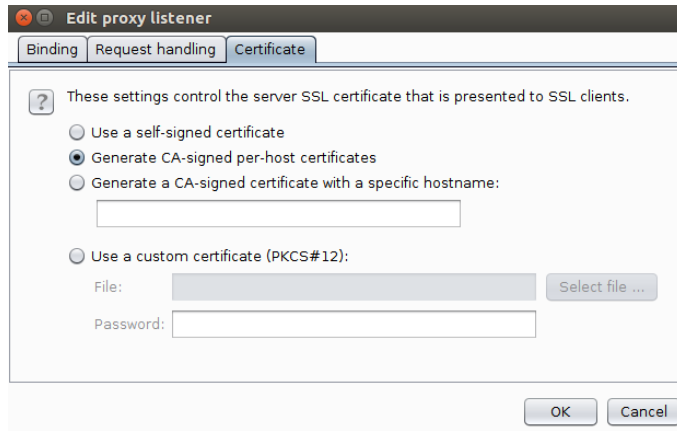 Edit proxy listener
Binding Request handling Certificate
? These settings control the server SSL certificate that is presented to SSL clients.
Use a self-signed certificate
Generate CA-signed per-host certificates
Generate a CA-signed certificate with a specific hostname:
Use a custom certificate (PKCS#12):
File: Select file ...
Password:
OK Cancel